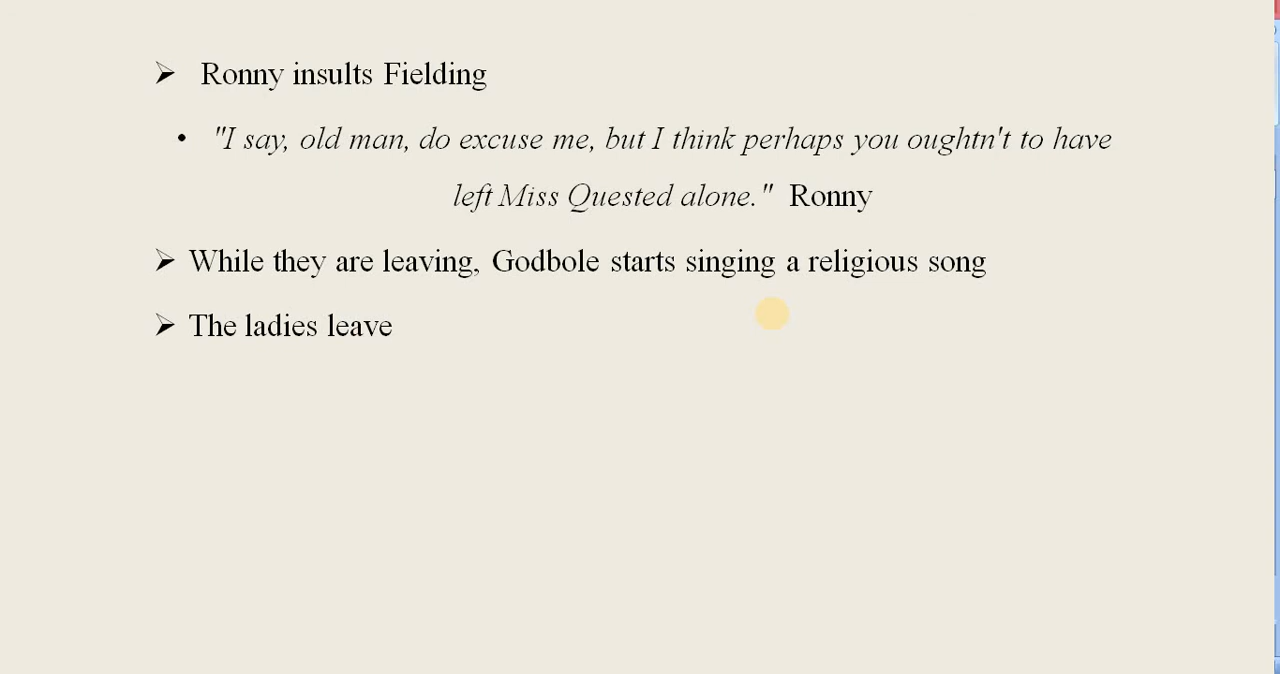 ➢ Ronny insults Fielding
• "I say, old man, do excuse me, but I think perhaps you oughtn't to have
left Miss Quested alone." Ronny
➢ While they are leaving, Godbole starts singing a religious song
➢ The ladies leave